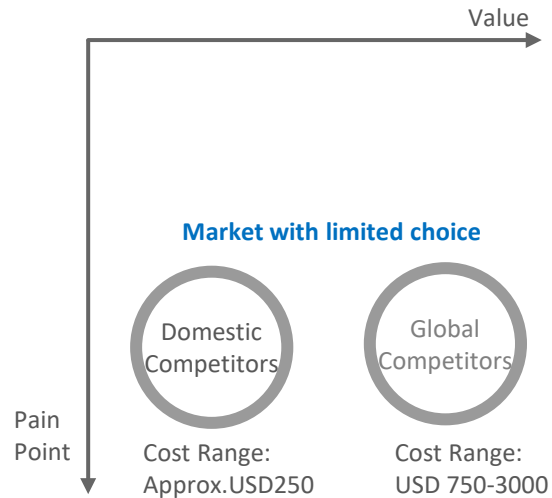 Value
Market with limited choice
Domestic
Competitors
Global
Competitors
Pain
Point
Cost Range:
Approx.USD250
Cost Range:
USD 750-3000